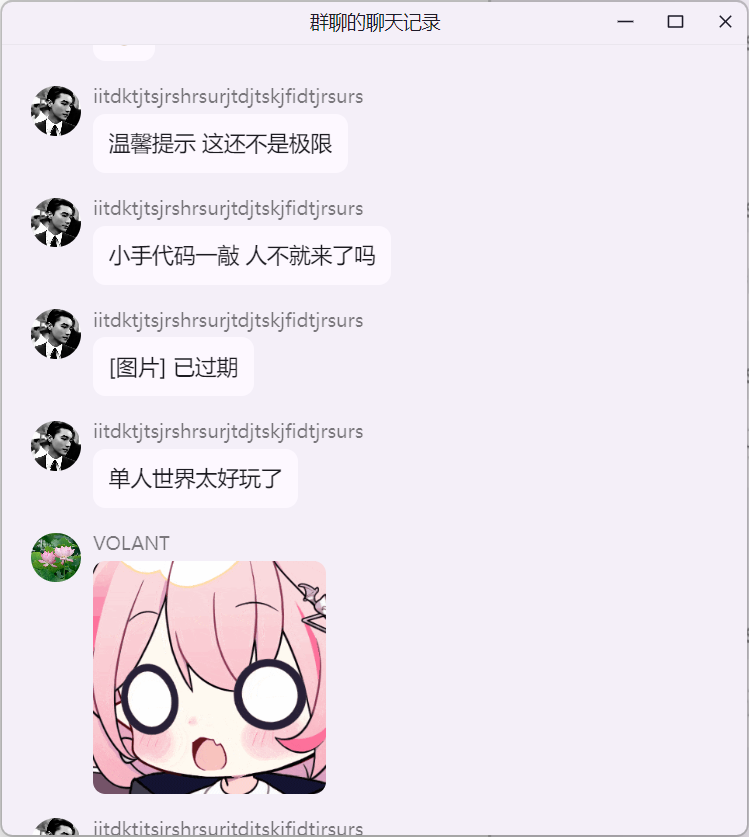 群聊的聊天记录
iitdktjtsjrshrsurjtdjtskjfidtjrsurs
温馨提示 这还不是极限
iitdktjtsjrshrsurjtdjtskjfidtjrsurs
小手代码一敲 人不就来了吗
iitdktjtsjrshrsurjtdjtskjfidtjrsurs
[图片] 已过期
iitdktjtsjrshrsurjtdjtskjfidtjrsurs
单人世界太好玩了
VOLANT
iitdktjtsjrshrsurjtdjtskjfidtjrsurs